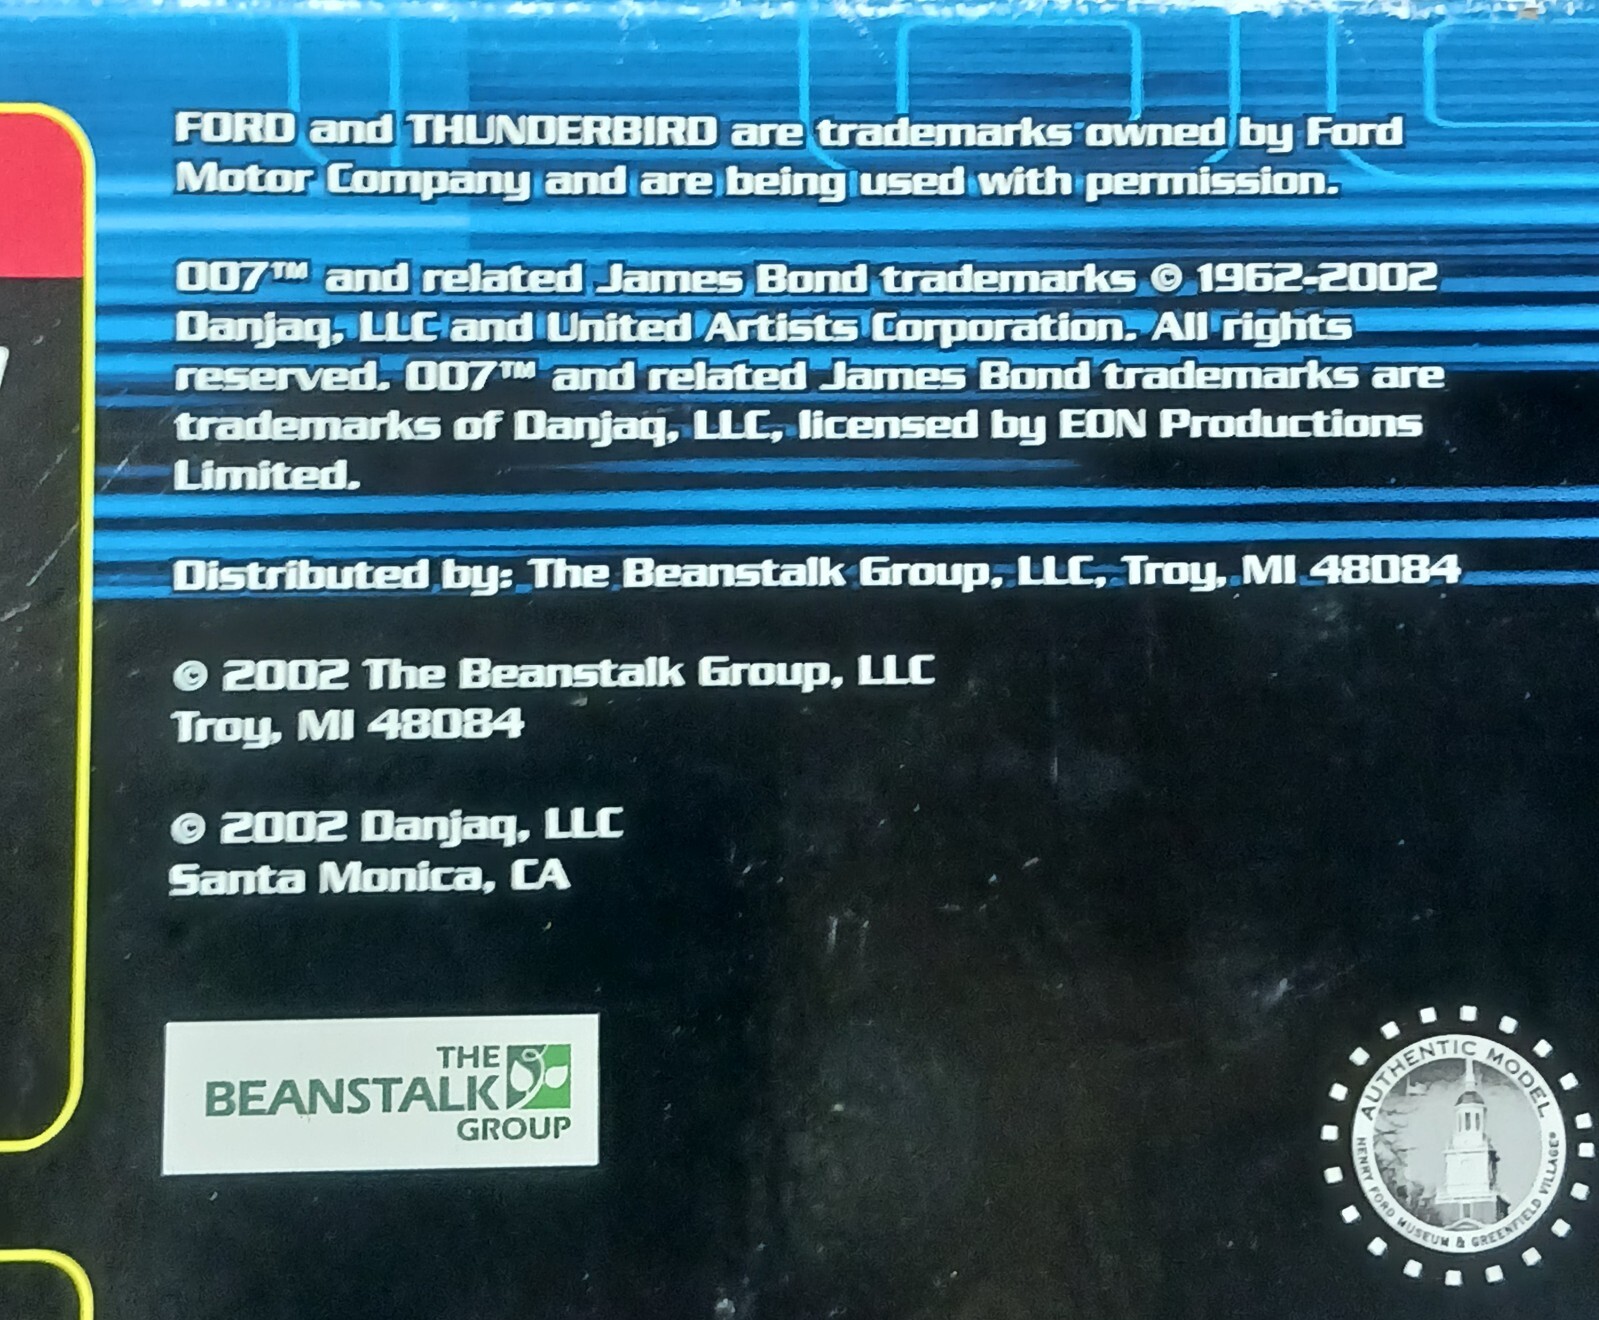 FORD and THUNDERBIRD are trademarks owned by Ford
Motor Company and are being used with permission.
007™ and related James Bond trademarks © 1962-2002
Danjaq, LLC and United Artists Corporation. All rights
reserved. 007™ and related James Bond trademarks are
trademarks of Danjaq, LLC, licensed by EON Productions
Limited.
Distributed by: The Beanstalk Group, LLC, Troy, MI 48084
© 2002 The Beanstalk Group, LLC
Troy, MI 48084
© 2002 Danjaq, LLC
Santa Monica, CA
THE
BEANSTALK
GROUP
AUTHENTIC MODEL
HENRY FORD MUSEUM & GREENFIELD VILLAGE®